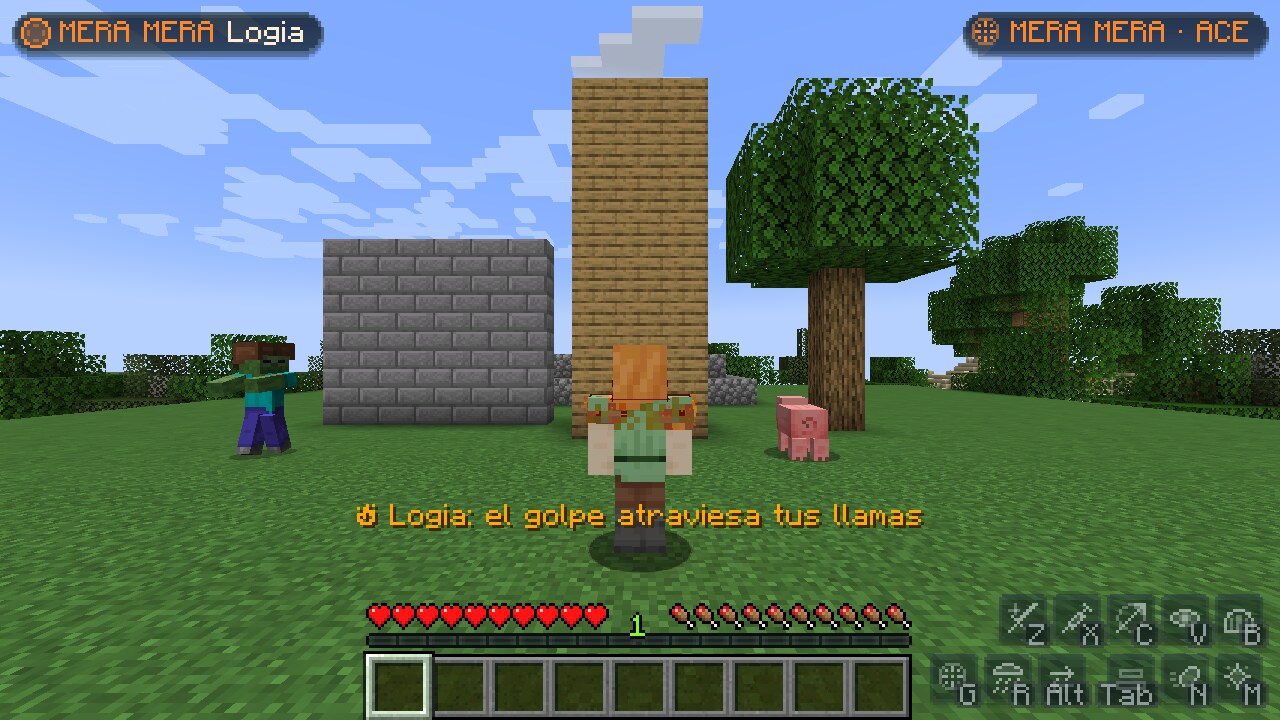 MERA MERA Logia
MERA MERA · ACE
Logia: el golpe atraviesa tus llamas
1
Z X C V B
G R Alt Tab N M